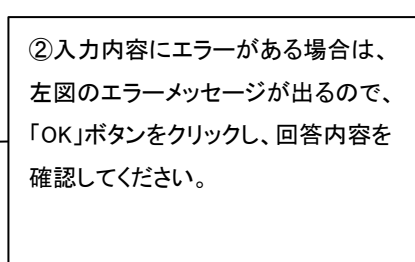 ②入力内容にエラーがある場合は、
左図のエラーメッセージが出るので、
「OK」ボタンをクリックし、回答内容を
確認してください。